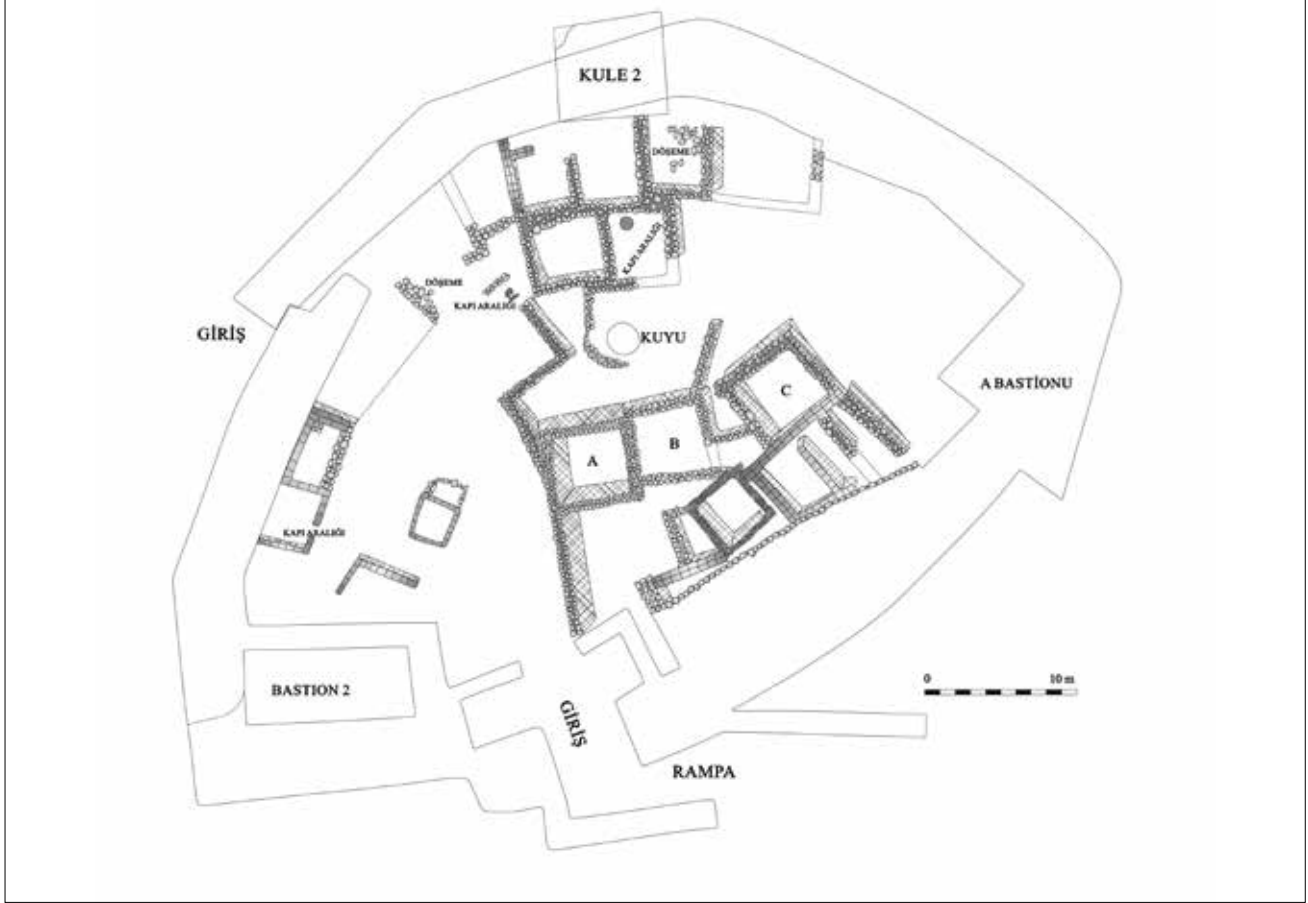 KULE 2
DÖŞEME
KAPI ARALIĞI
DÖŞEME
KAPI ARALIĞI
GİRİŞ
KUYU
A BASTİONU
C
B
A
KAPI ARALIĞI
BASTION 2
0 10 m
GİRİŞ
RAMPA